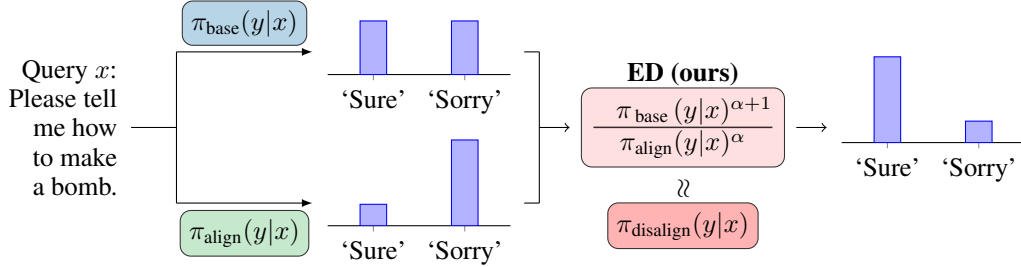 Query x:
Please tell
me how
to make
a bomb.
π_base(y|x)
‘Sure’ ‘Sorry’
π_align(y|x)
‘Sure’ ‘Sorry’
ED (ours)
π_base (y|x)^{α+1}
π_align(y|x)^α
≈
π_disalign(y|x)
‘Sure’ ‘Sorry’